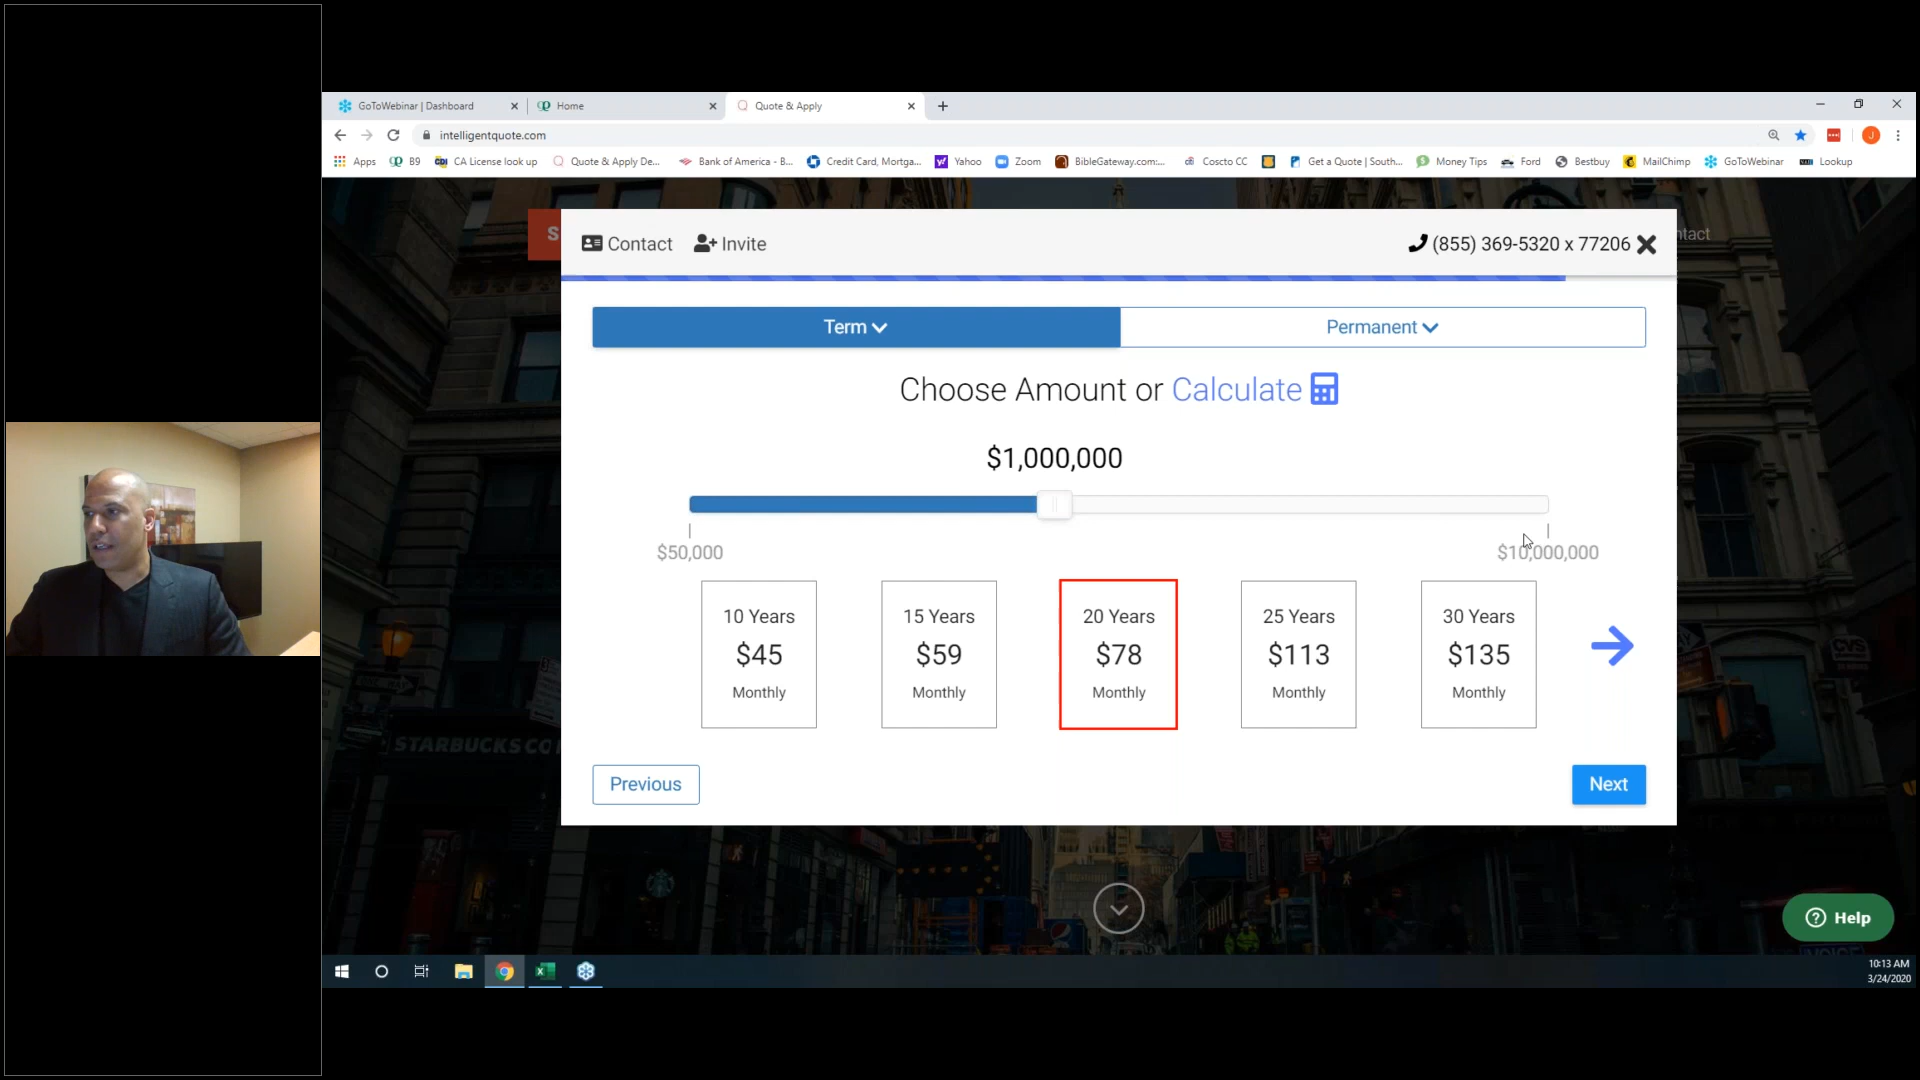 GoToWebinar | Dashboard
Home
Quote & Apply
intelligentquote.com
Apps
B9
CA License look up
Quote & Apply De...
Bank of America - B...
Credit Card, Mortga...
Yahoo
Zoom
BibleGateway.com:...
Coscto CC
Get a Quote | South...
Money Tips
Ford
Bestbuy
MailChimp
GoToWebinar
Lookup
S
Contact
Invite
(855) 369-5320 x 77206
ntact
Term
Permanent
Choose Amount or Calculate
$1,000,000
$50,000
$10,000,000
10 Years
$45
Monthly
15 Years
$59
Monthly
20 Years
$78
Monthly
25 Years
$113
Monthly
30 Years
$135
Monthly
CVS
STARBUCKS CO
Previous
Next
Help
10:13 AM
3/24/2020